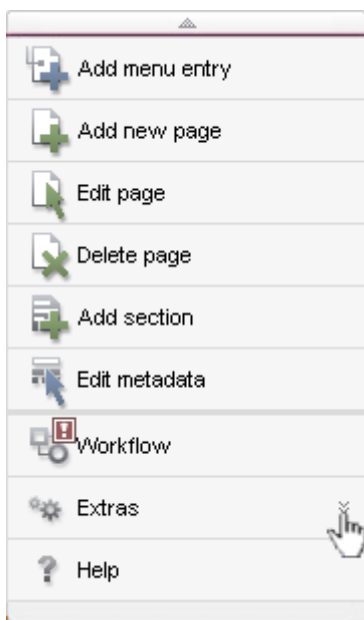 Add menu entry
Add new page
Edit page
Delete page
Add section
Edit metadata
Workflow
Extras
Help